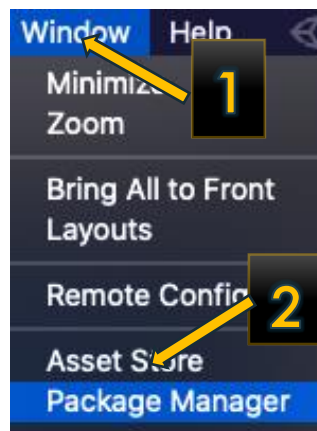 Window Help
1
Minimize
Zoom
Bring All to Front
Layouts
Remote Config
2
Asset Store
Package Manager